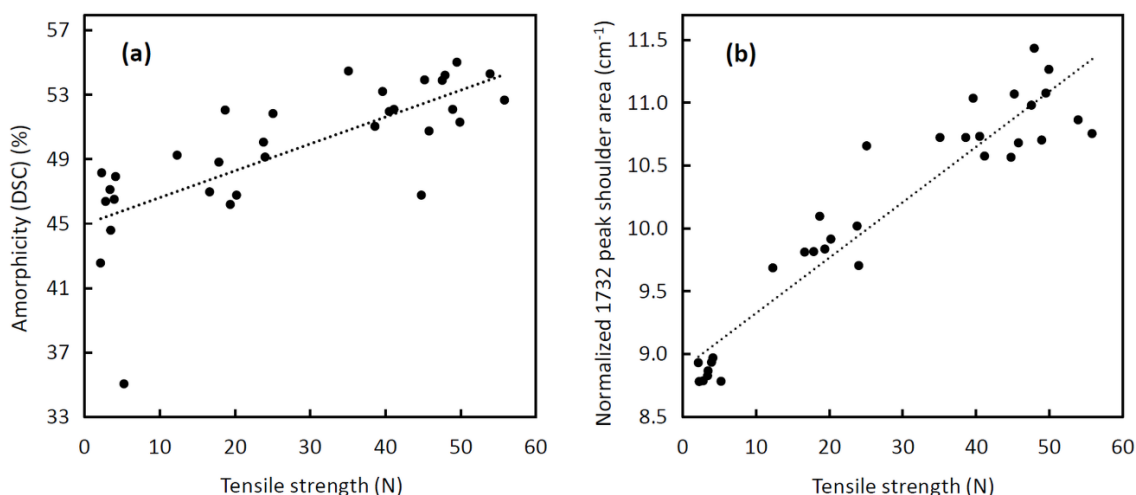 (a)
Amorphicity (DSC) (%)
57
53
49
45
41
37
33
0 10 20 30 40 50 60
Tensile strength (N)
(b)
Normalized 1732 peak shoulder area (cm⁻¹)
11.5
11.0
10.5
10.0
9.5
9.0
8.5
0 10 20 30 40 50 60
Tensile strength (N)